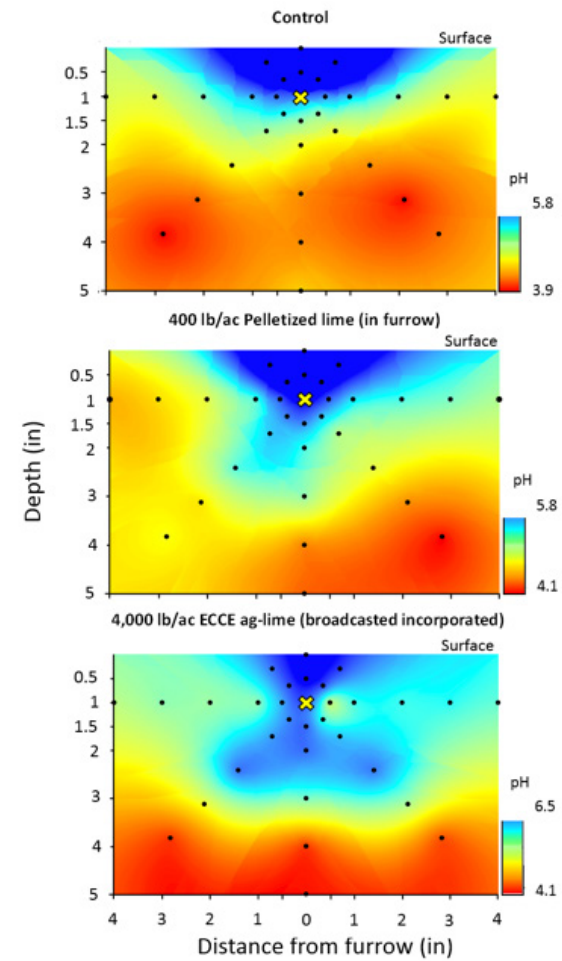 Control
Surface
0.5
1
1.5
2
3
4
5
pH
5.8
3.9
400 lb/ac Pelletized lime (in furrow)
Surface
0.5
1
1.5
2
3
4
5
Depth (in)
pH
5.8
4.1
4,000 lb/ac ECCE ag-lime (broadcasted incorporated)
Surface
0.5
1
1.5
2
3
4
5
pH
6.5
4.1
4 3 2 1 0 1 2 3 4
Distance from furrow (in)